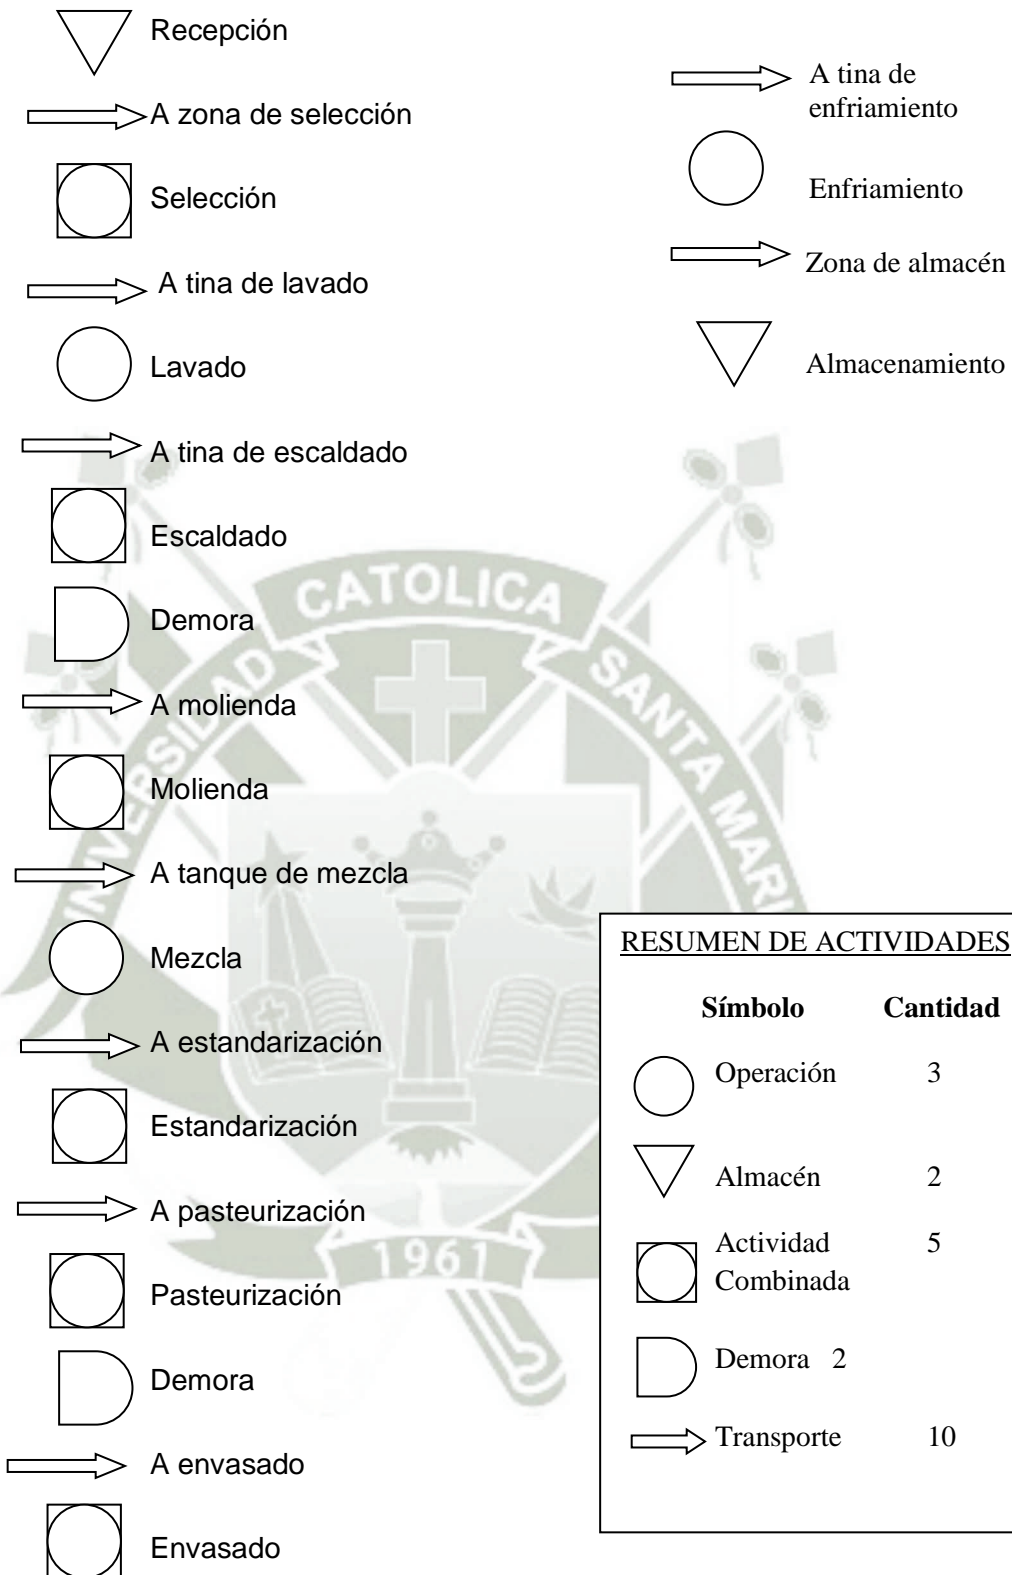 Recepción
A zona de selección
Selección
A tina de lavado
Lavado
A tina de escaldado
Escaldado
Demora
A molienda
Molienda
A tanque de mezcla
Mezcla
A estandarización
Estandarización
A pasteurización
Pasteurización
Demora
A envasado
Envasado
A tina de
enfriamiento
Enfriamiento
Zona de almacén
Almacenamiento
RESUMEN DE ACTIVIDADES
Símbolo Cantidad
Operación 3
Almacén 2
Actividad 5
Combinada
Demora 2
Transporte 10
UNIVERSIDAD CATOLICA SANTA MARI
1961